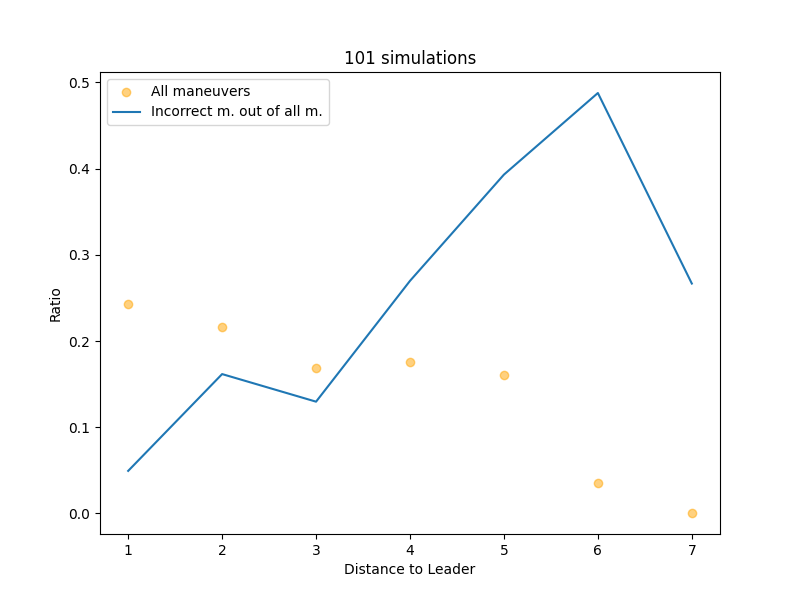 101 simulations
All maneuvers
Incorrect m. out of all m.
0.5
0.4
0.3
0.2
0.1
0.0
Ratio
1 2 3 4 5 6 7
Distance to Leader